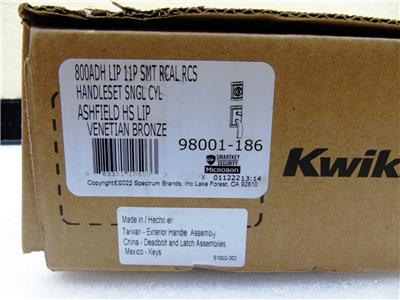 800ADH LIP 11P SMT RCAL RCS
HANDLESET SNGL CYL
ASHFIELD HS LIP
VENETIAN BRONZE
98001-186
SMARTKEY
SECURITY
MICROBAN
X 01122213:14
Copyright©2022 Spectrum Brands, Inc Lake Forest, CA 92610
Kwik
Made in / Hecho en:
Taiwan - Exterior Handle Assembly
China - Deadbolt and Latch Assemblies
Mexico - Keys
51002-002